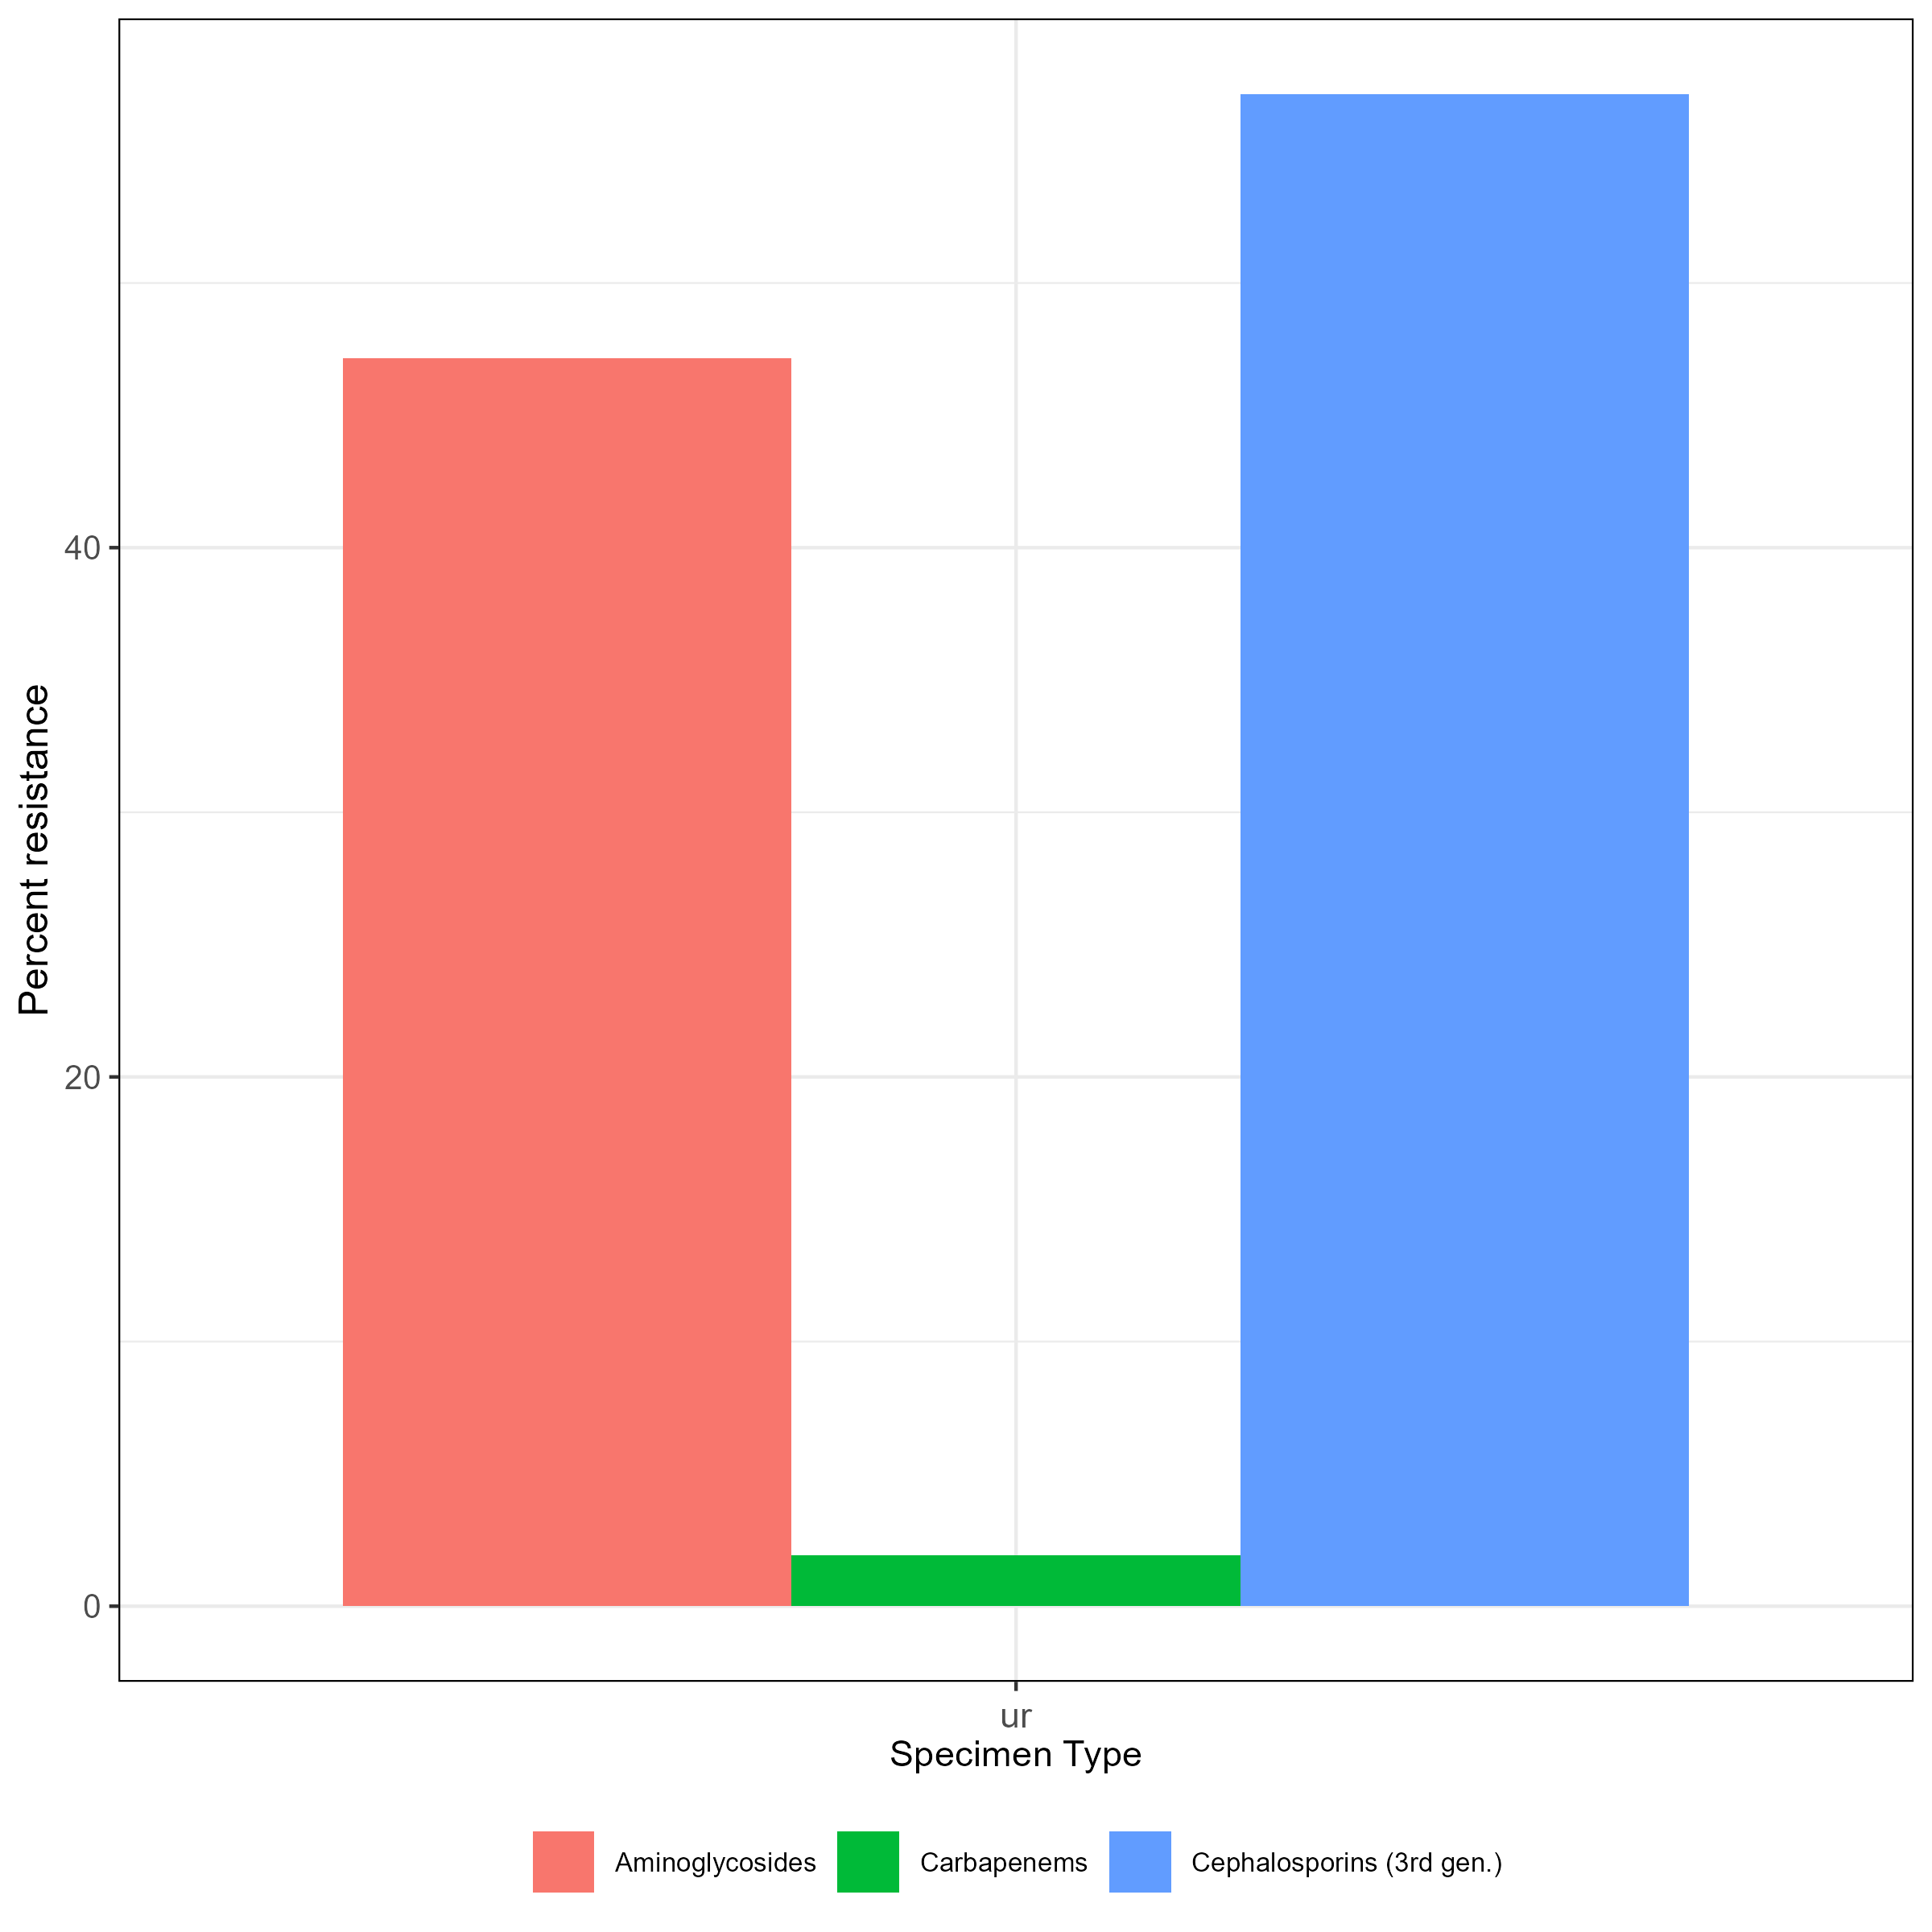 Percent resistance
40
20
0
ur
Specimen Type
Aminoglycosides Carbapenems Cephalosporins (3rd gen.)